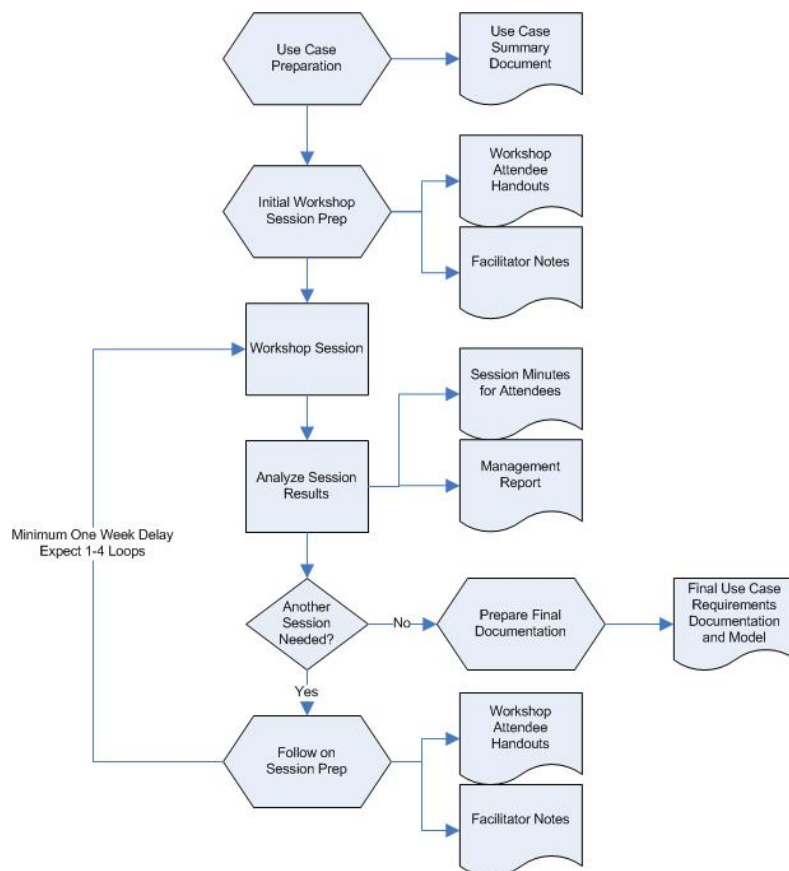 Use Case
Preparation
Use Case
Summary
Document
Initial Workshop
Session Prep
Workshop
Attendee
Handouts
Facilitator Notes
Workshop Session
Session Minutes
for Attendees
Analyze Session
Results
Management
Report
Minimum One Week Delay
Expect 1-4 Loops
Another
Session
Needed?
No
Prepare Final
Documentation
Final Use Case
Requirements
Documentation
and Model
Yes
Follow on
Session Prep
Workshop
Attendee
Handouts
Facilitator Notes